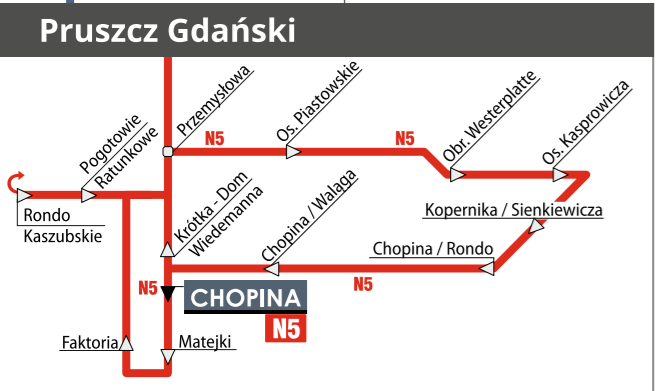 Pruszcz Gdański
Przemysłowa
N5
Os. Piastowskie
N5
Obr. Westerplatte
Os. Kasprowicza
Pogotowie
Ratunkowe
Rondo
Kaszubskie
Krótka - Dom
Wiedemanna
Chopina / Wałąga
Kopernika / Sienkiewicza
Chopina / Rondo
N5
N5
CHOPINA
N5
Faktoria
Matejki